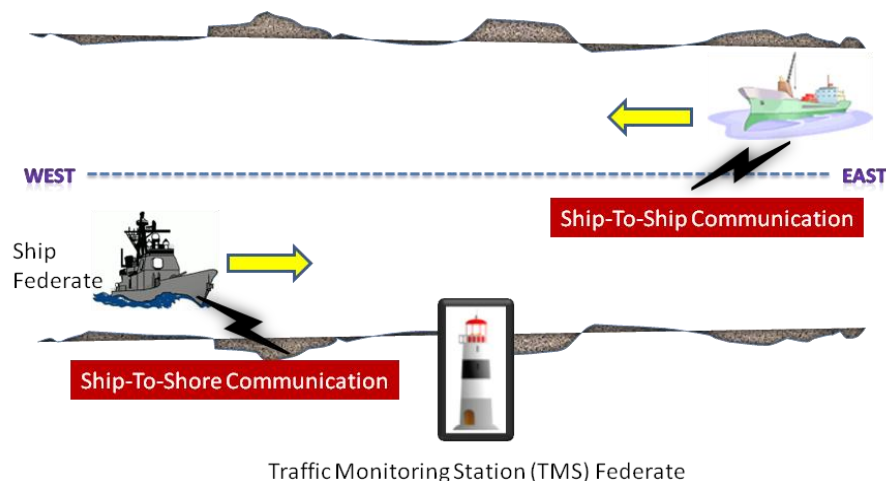 WEST
EAST
Ship-To-Ship Communication
Ship
Federate
Ship-To-Shore Communication
Traffic Monitoring Station (TMS) Federate